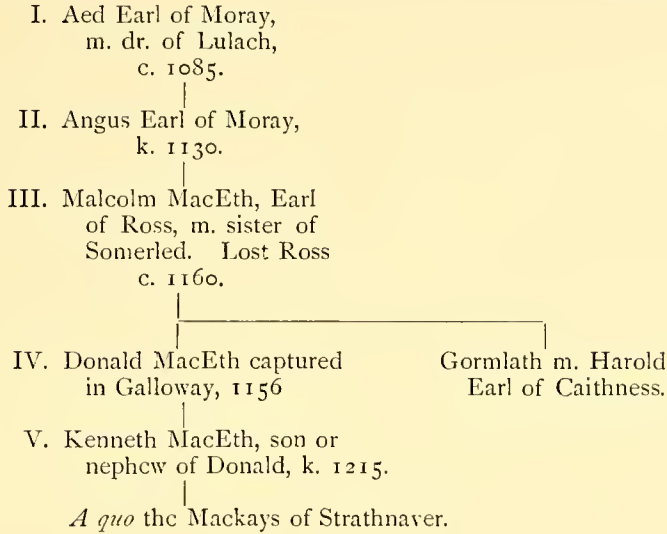 I. Aed Earl of Moray,
m. dr. of Lulach,
c. 1085.
II. Angus Earl of Moray,
k. 1130.
III. Malcolm MacEth, Earl
of Ross, m. sister of
Somerled. Lost Ross
c. 1160.
IV. Donald MacEth captured
in Galloway, 1156
Gormlath m. Harold
Earl of Caithness.
V. Kenneth MacEth, son or
nephew of Donald, k. 1215.
A quo the Mackays of Strathnaver.